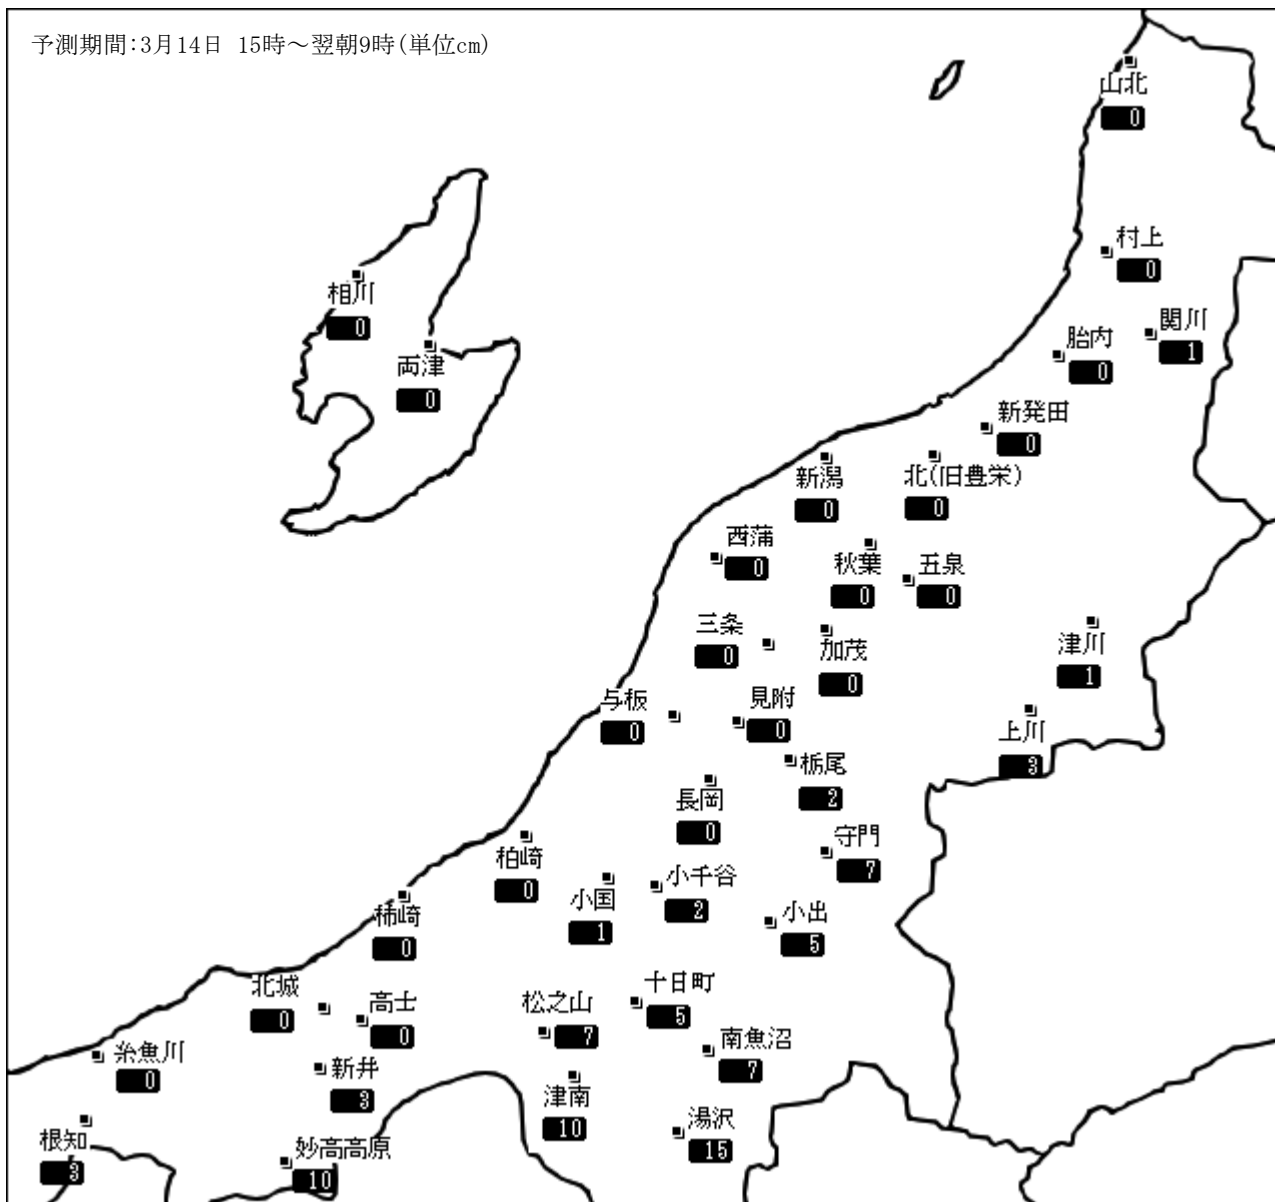 予測期間:3月14日 15時～翌朝9時(単位cm)
山北
0
村上
0
相川
0
関川
1
胎内
0
両津
0
新発田
0
新潟
0
北(旧豊栄)
0
西蒲
0
秋葉
0
五泉
0
三条
0
加茂
0
津川
1
与板
0
見附
0
上川
3
栃尾
2
長岡
0
守門
7
柏崎
0
小国
1
小千谷
2
小出
5
柿崎
0
北城
0
高士
0
松之山
7
十日町
5
南魚沼
7
糸魚川
0
新井
3
津南
10
湯沢
15
根知
3
妙高高原
10